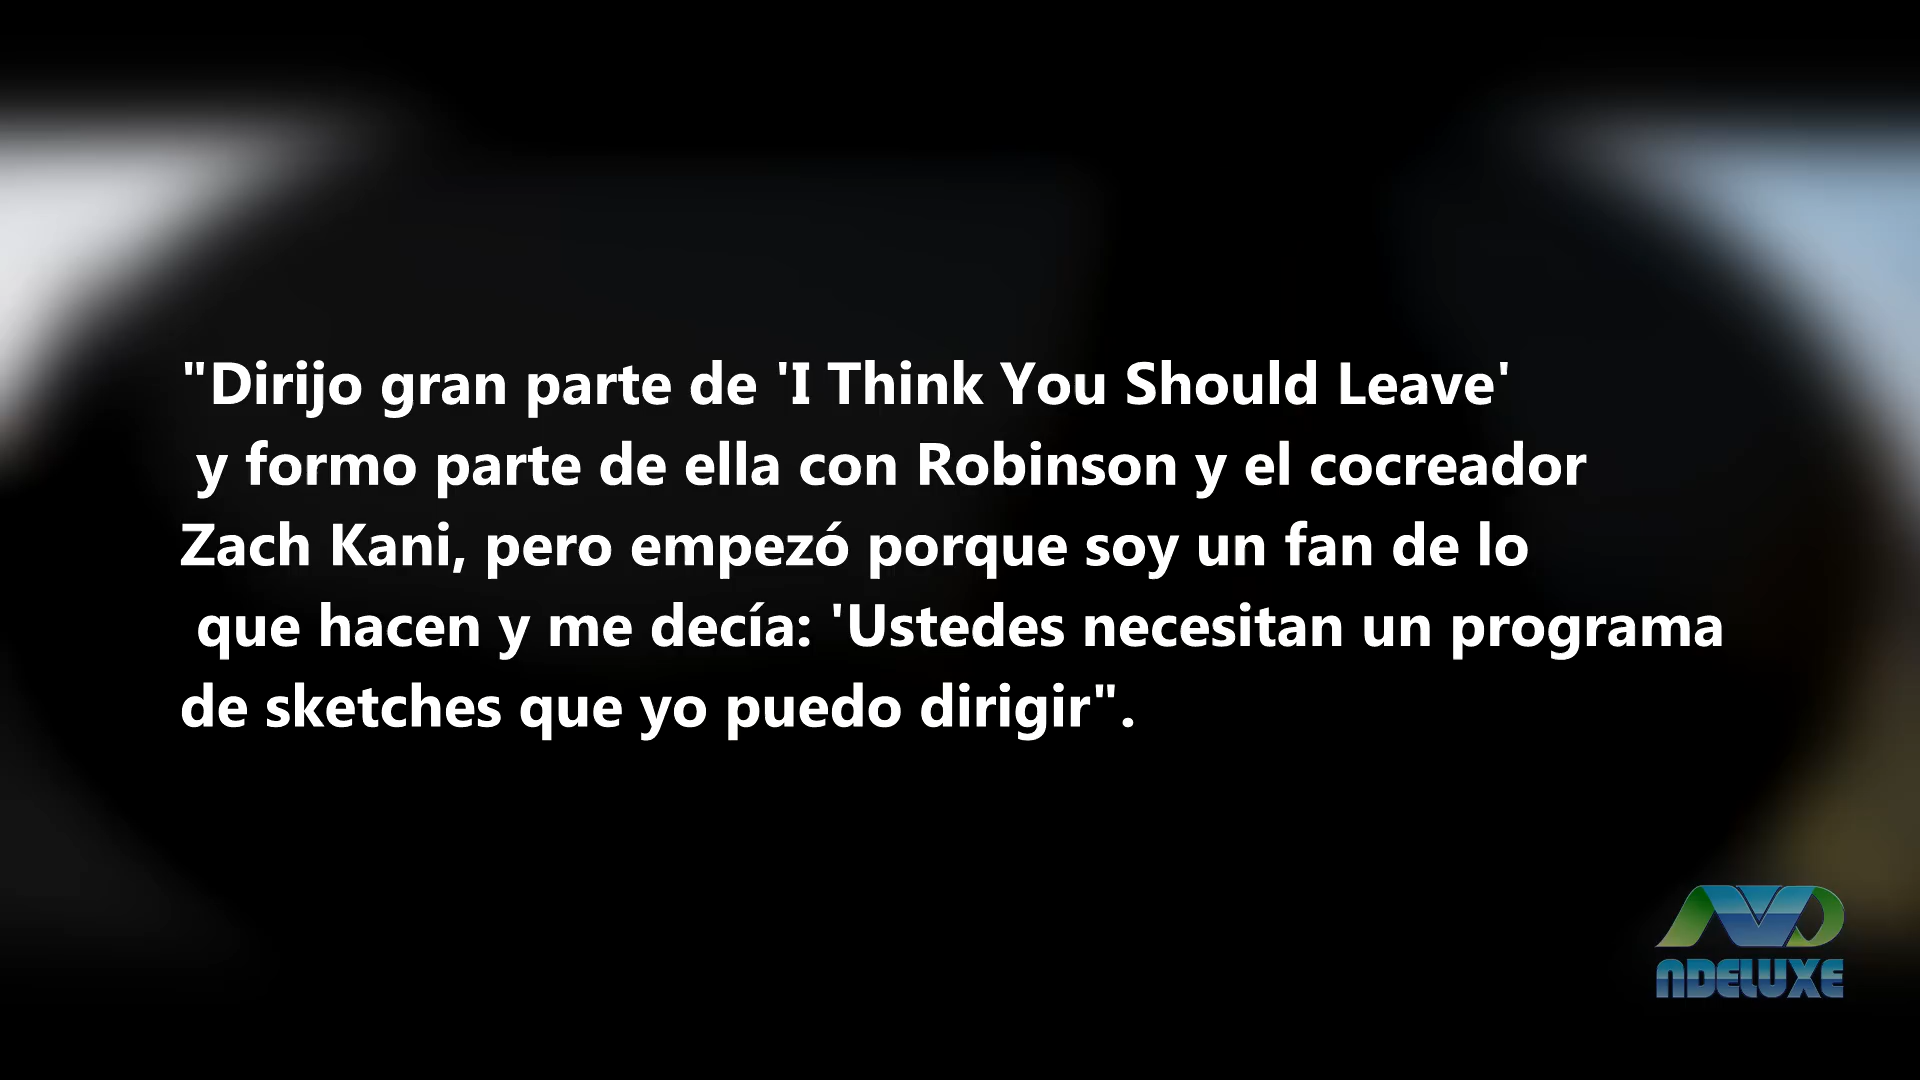 "Dirijo gran parte de 'I Think You Should Leave'
y formo parte de ella con Robinson y el cocreador
Zach Kani, pero empezó porque soy un fan de lo
que hacen y me decía: 'Ustedes necesitan un programa
de sketches que yo puedo dirigir".
ND
NDELUXE